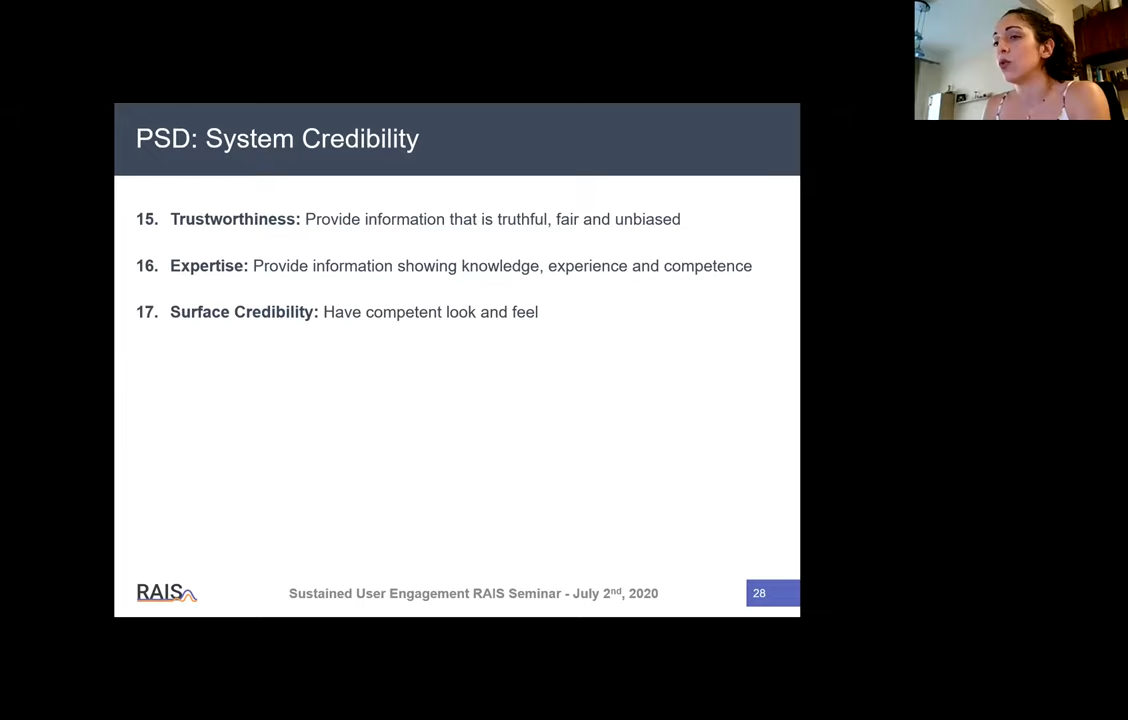 PSD: System Credibility
15. Trustworthiness: Provide information that is truthful, fair and unbiased
16. Expertise: Provide information showing knowledge, experience and competence
17. Surface Credibility: Have competent look and feel
RAIS
Sustained User Engagement RAIS Seminar - July 2nd, 2020
28